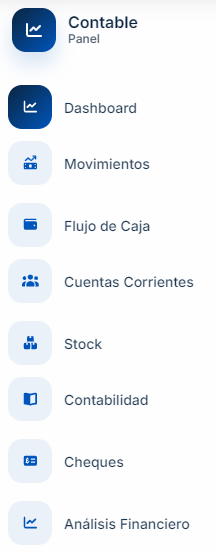 Contable
Panel
Dashboard
Movimientos
Flujo de Caja
Cuentas Corrientes
Stock
Contabilidad
Cheques
Análisis Financiero